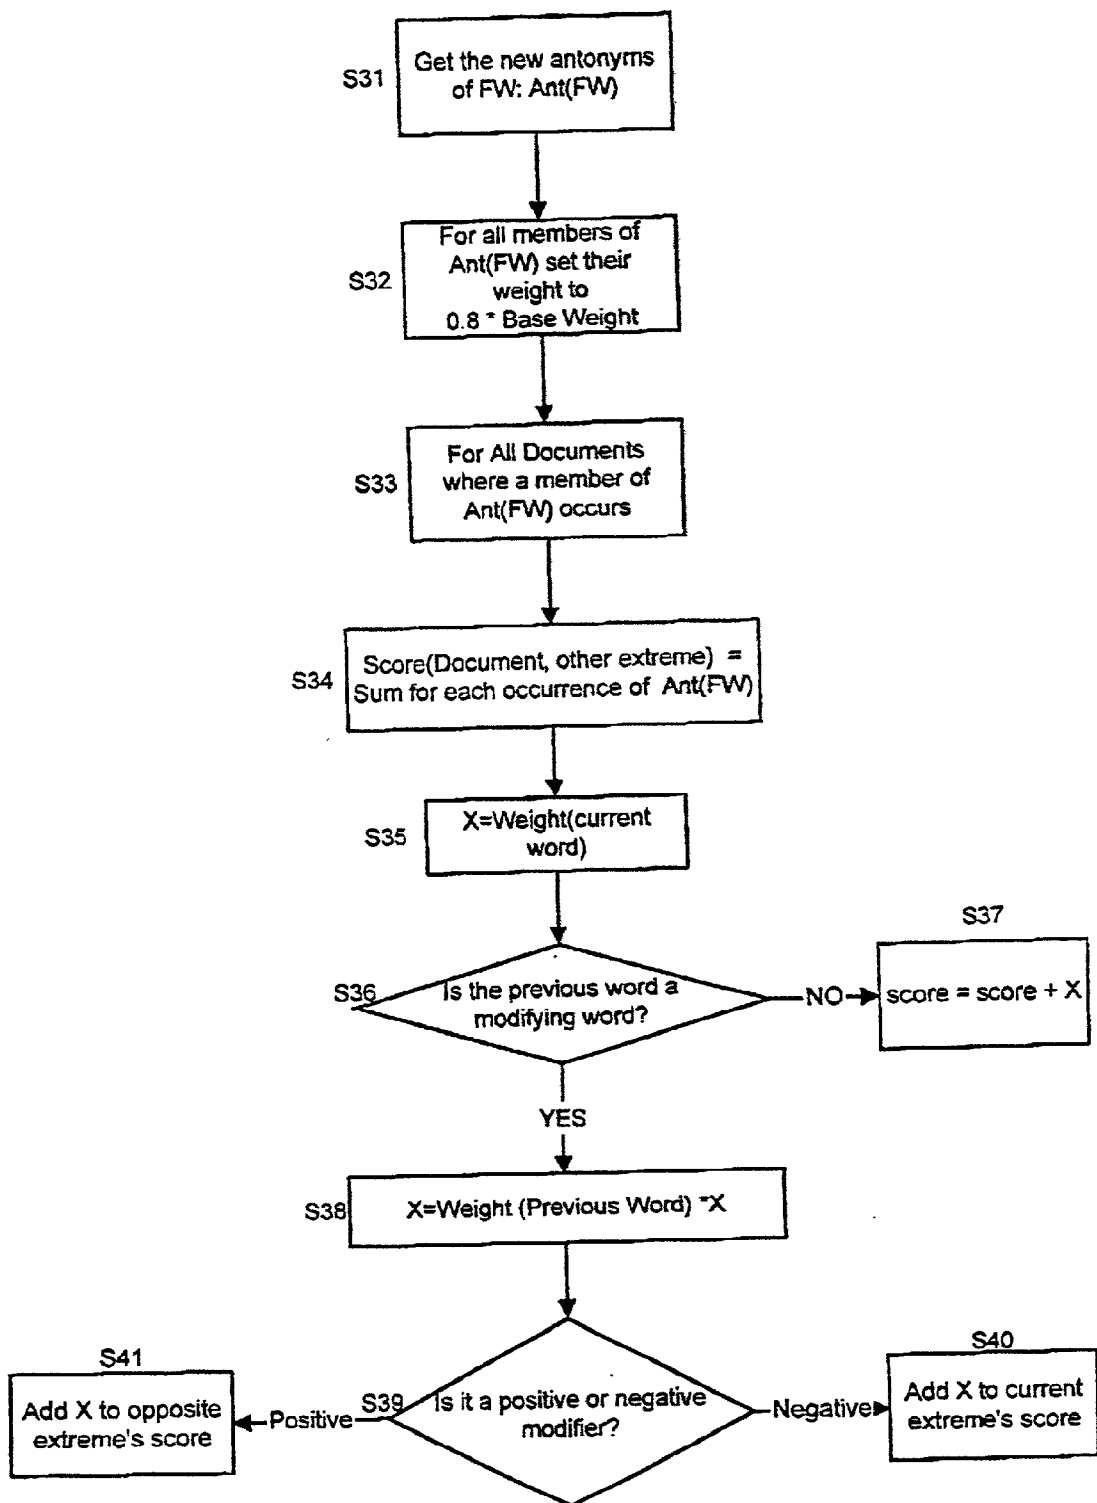 S31
Get the new antonyms
of FW: Ant(FW)
S32
For all members of
Ant(FW) set their
weight to
0.8 * Base Weight
S33
For All Documents
where a member of
Ant(FW) occurs
S34
Score(Document, other extreme) =
Sum for each occurrence of Ant(FW)
S35
X=Weight(current
word)
S36
Is the previous word a
modifying word?
NO
S37
score = score + X
YES
S38
X=Weight (Previous Word) *X
S39
Is it a positive or negative
modifier?
Positive
S41
Add X to opposite
extreme's score
Negative
S40
Add X to current
extreme's score